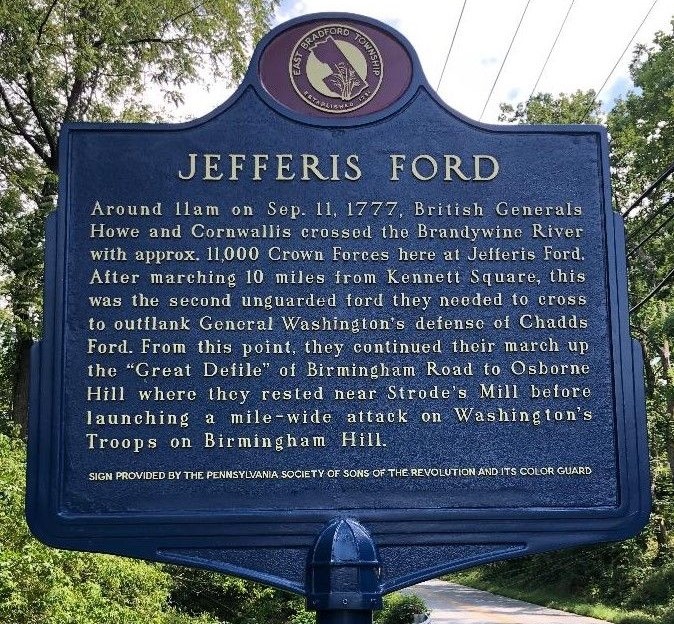 EAST BRADFORD TOWNSHIP
JEFFERIS FORD
Around 11am on Sep. 11, 1777, British Generals
Howe and Cornwallis crossed the Brandywine River
with approx. 11,000 Crown Forces here at Jefferis Ford.
After marching 10 miles from Kennett Square, this
was the second unguarded ford they needed to cross
to outflank General Washington's defense of Chadds
Ford. From this point, they continued their march up
the "Great Defile" of Birmingham Road to Osborne
Hill where they rested near Strode's Mill before
launching a mile-wide attack on Washington's
Troops on Birmingham Hill.
SIGN PROVIDED BY THE PENNSYLVANIA SOCIETY OF SONS OF THE REVOLUTION AND ITS COLOR GUARD
ESTABLISHED